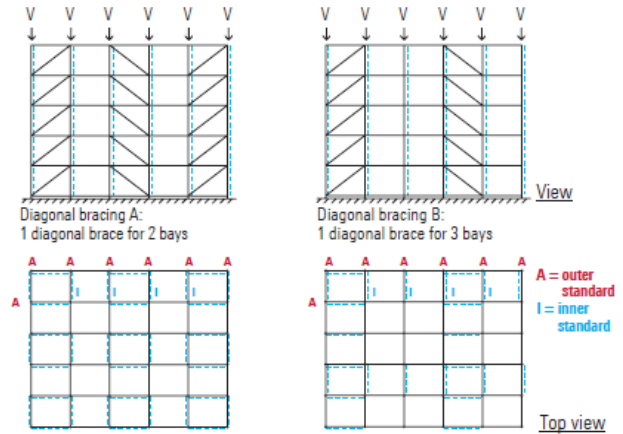 V V V V V V
V V V V V V
View
Diagonal bracing A:
1 diagonal brace for 2 bays
Diagonal bracing B:
1 diagonal brace for 3 bays
A A A A A A
A A A A A A
A = outer
standard
A
I I I I
A
I I I I
I = inner
standard
Top view